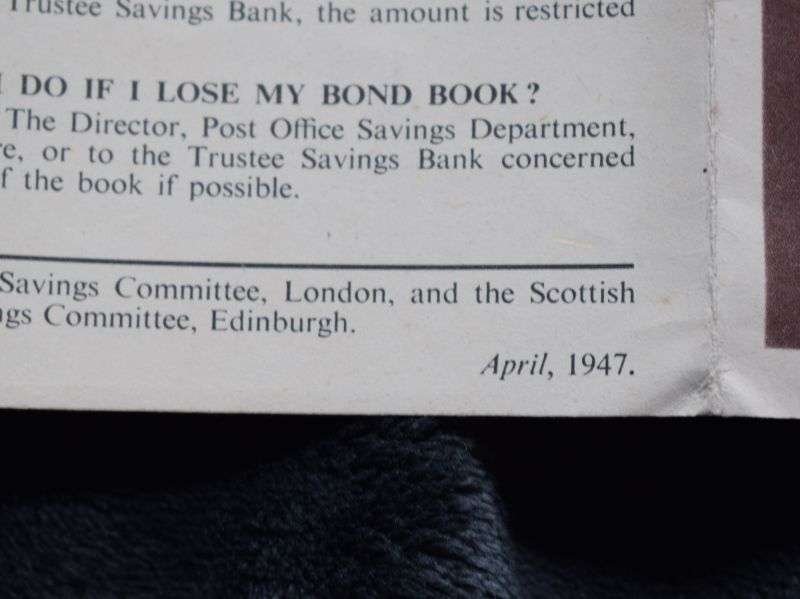 Trustee Savings Bank, the amount is restricted
DO IF I LOSE MY BOND BOOK?
The Director, Post Office Savings Department,
re, or to the Trustee Savings Bank concerned
f the book if possible.
Savings Committee, London, and the Scottish
ngs Committee, Edinburgh.
April, 1947.